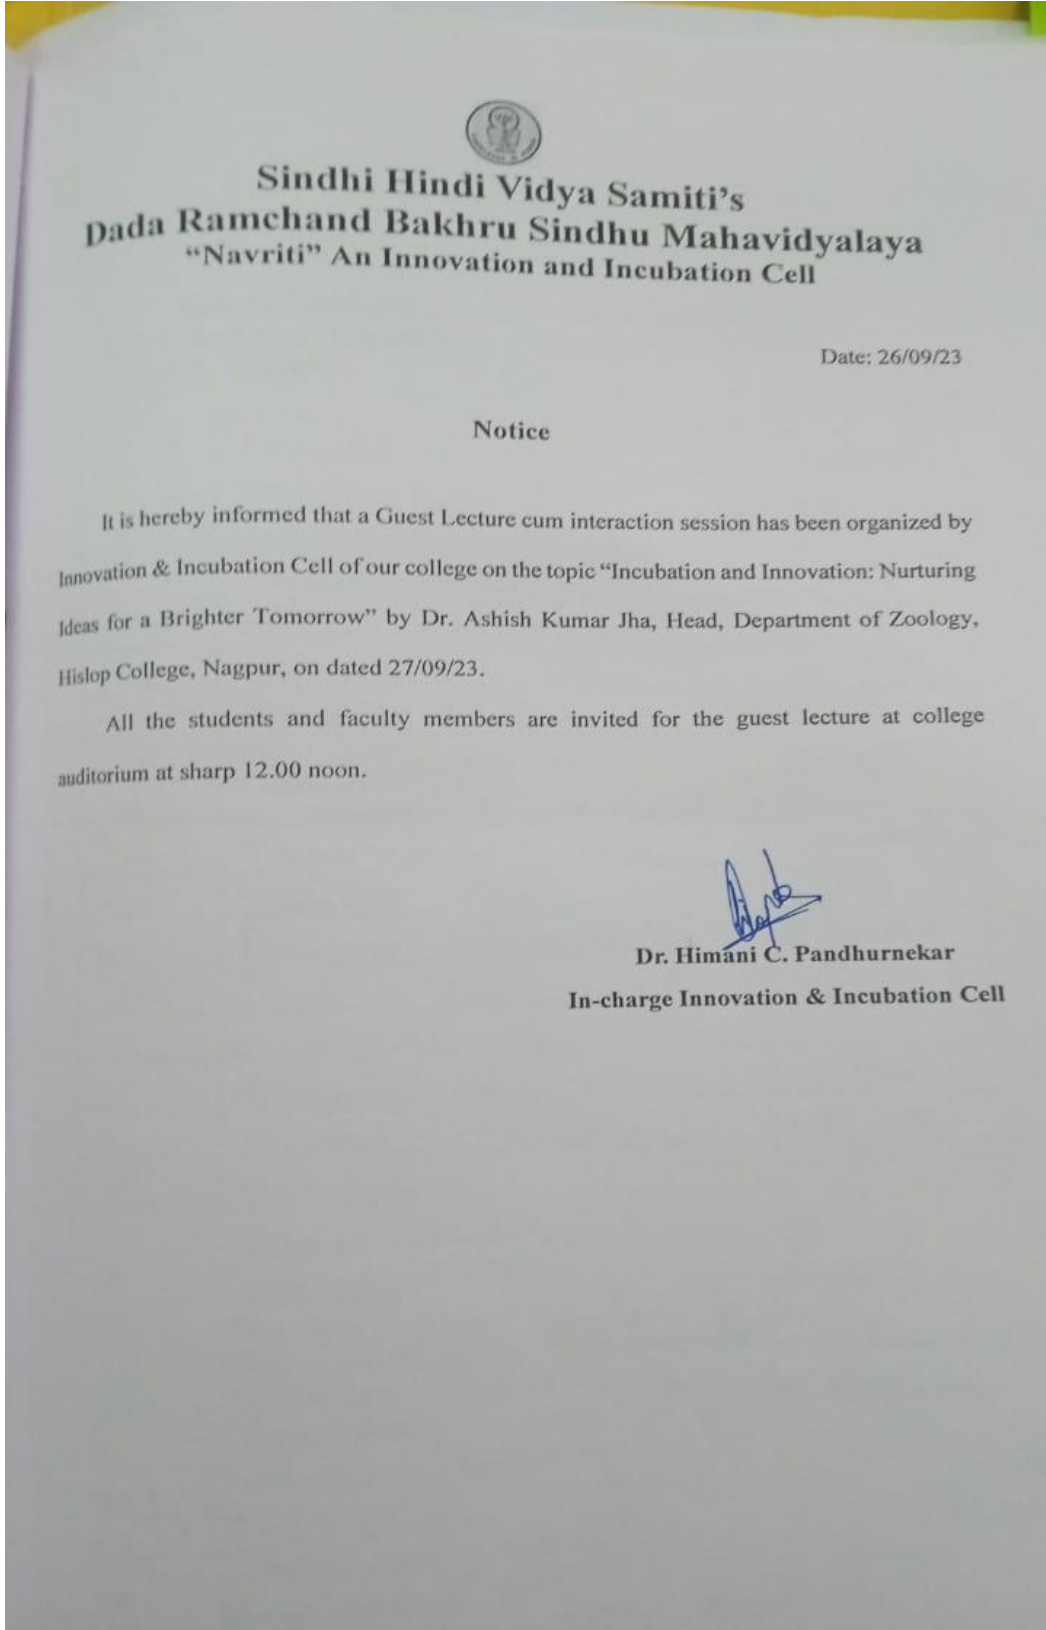 Sindhi Hindi Vidya Samiti's
Dada Ramchand Bakhru Sindhu Mahavidyalaya
“Navriti” An Innovation and Incubation Cell
Date: 26/09/23
Notice
It is hereby informed that a Guest Lecture cum interaction session has been organized by
Innovation & Incubation Cell of our college on the topic “Incubation and Innovation: Nurturing
Ideas for a Brighter Tomorrow” by Dr. Ashish Kumar Jha, Head, Department of Zoology,
Hislop College, Nagpur, on dated 27/09/23.
All the students and faculty members are invited for the guest lecture at college
auditorium at sharp 12.00 noon.
Dr. Himani C. Pandhurnekar
In-charge Innovation & Incubation Cell